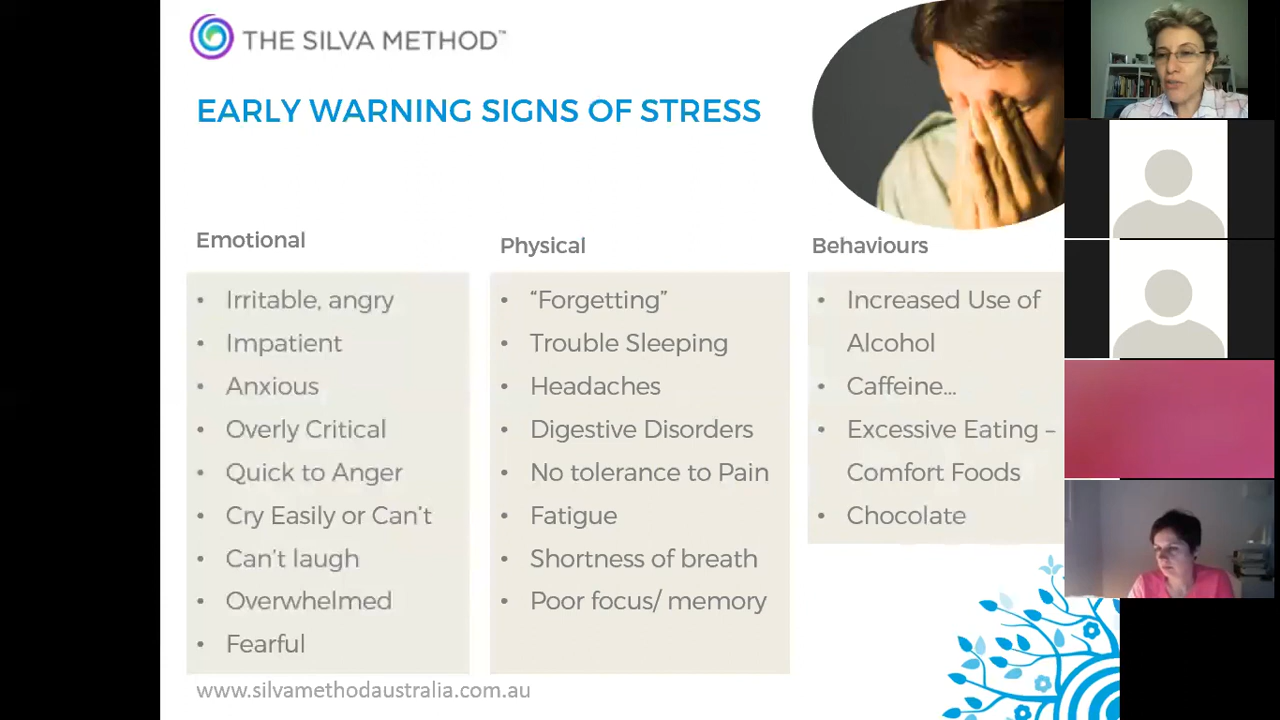 THE SILVA METHOD™
EARLY WARNING SIGNS OF STRESS
Emotional
• Irritable, angry
• Impatient
• Anxious
• Overly Critical
• Quick to Anger
• Cry Easily or Can't
• Can't laugh
• Overwhelmed
• Fearful
Physical
• “Forgetting”
• Trouble Sleeping
• Headaches
• Digestive Disorders
• No tolerance to Pain
• Fatigue
• Shortness of breath
• Poor focus/ memory
Behaviours
• Increased Use of
Alcohol
• Caffeine...
• Excessive Eating –
Comfort Foods
• Chocolate
www.silvamethodaustralia.com.au